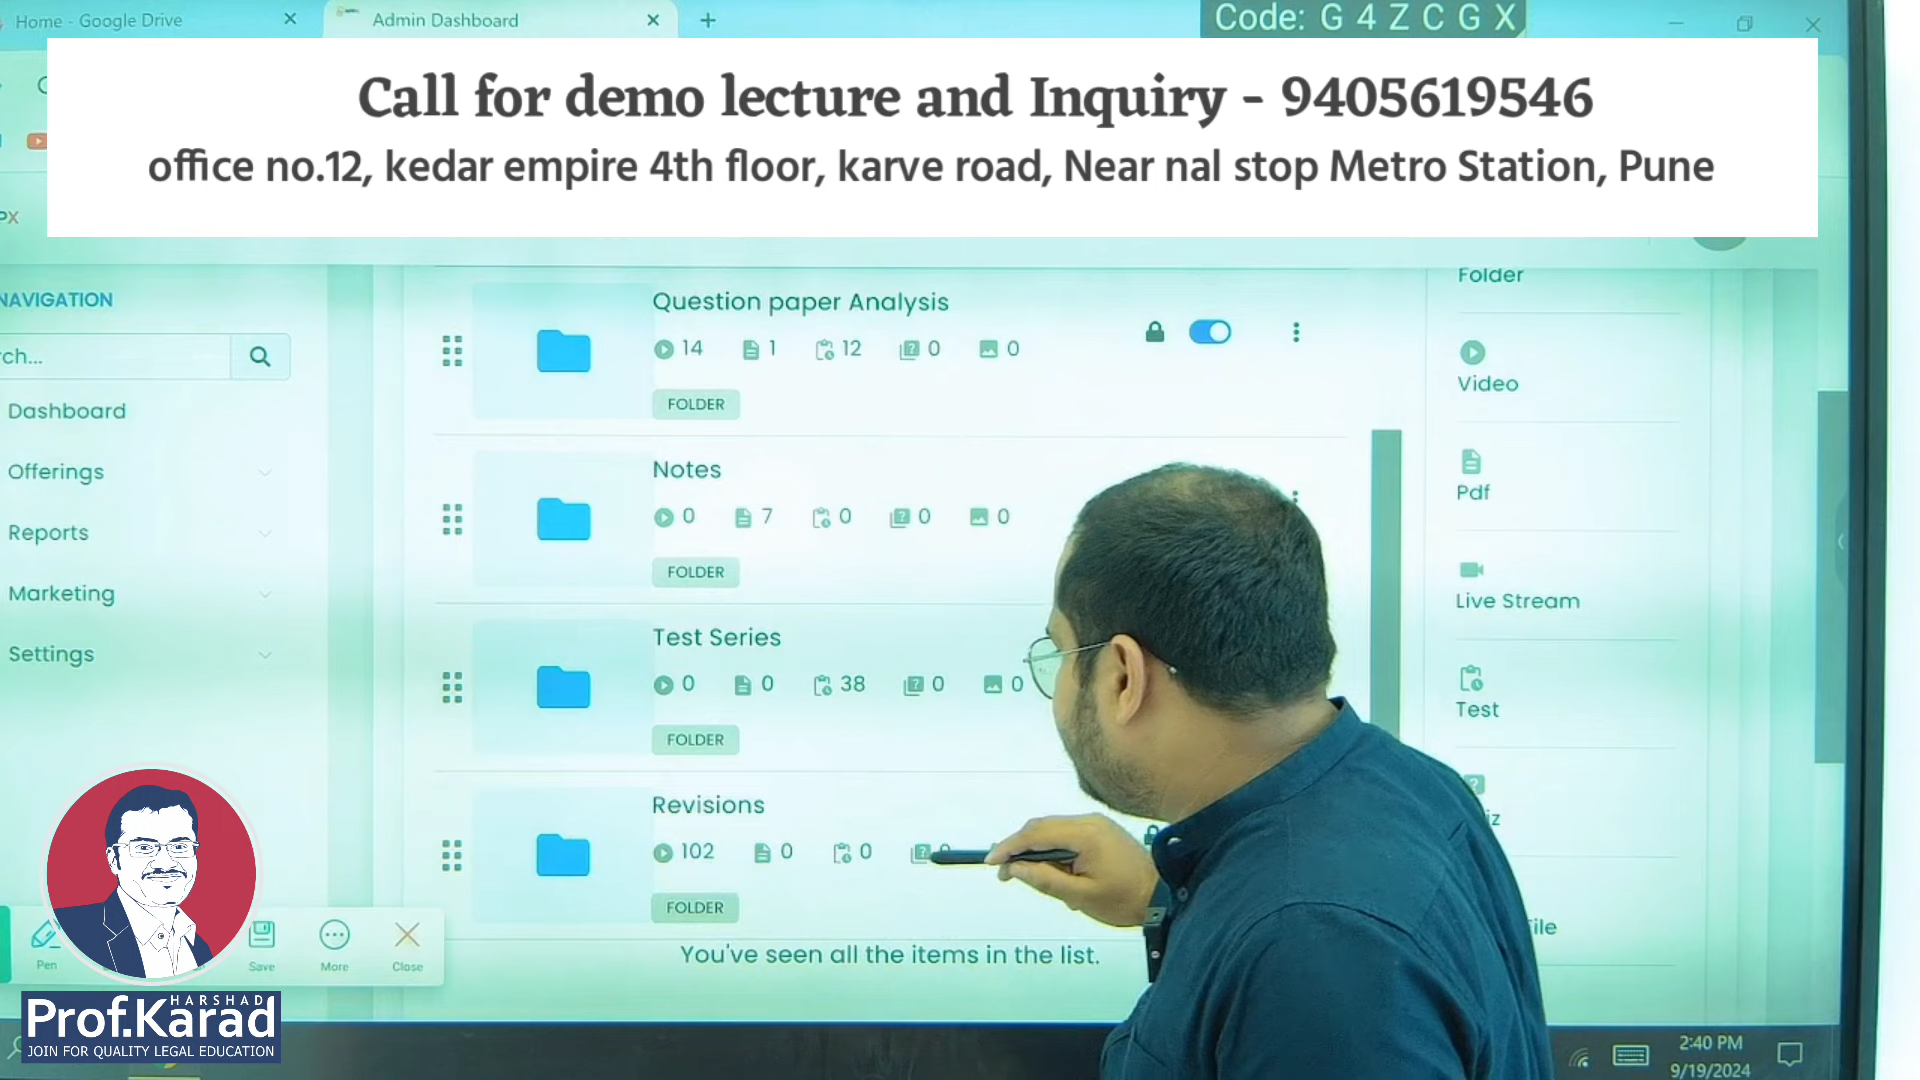 Home - Google Drive
Admin Dashboard
Code: G 4 Z C G X
Call for demo lecture and Inquiry - 9405619546
office no.12, kedar empire 4th floor, karve road, Near nal stop Metro Station, Pune
PX
NAVIGATION
rch...
Dashboard
Offerings
Reports
Marketing
Settings
Question paper Analysis
14 1 12 0 0
FOLDER
Notes
0 7 0 0 0
FOLDER
Test Series
0 0 38 0 0
FOLDER
Revisions
102 0 0
FOLDER
You've seen all the items in the list.
Folder
Video
Pdf
Live Stream
Test
iz
ile
Pen
Save
More
Close
HARSHAD
Prof.Karad
JOIN FOR QUALITY LEGAL EDUCATION
2:40 PM
9/19/2024